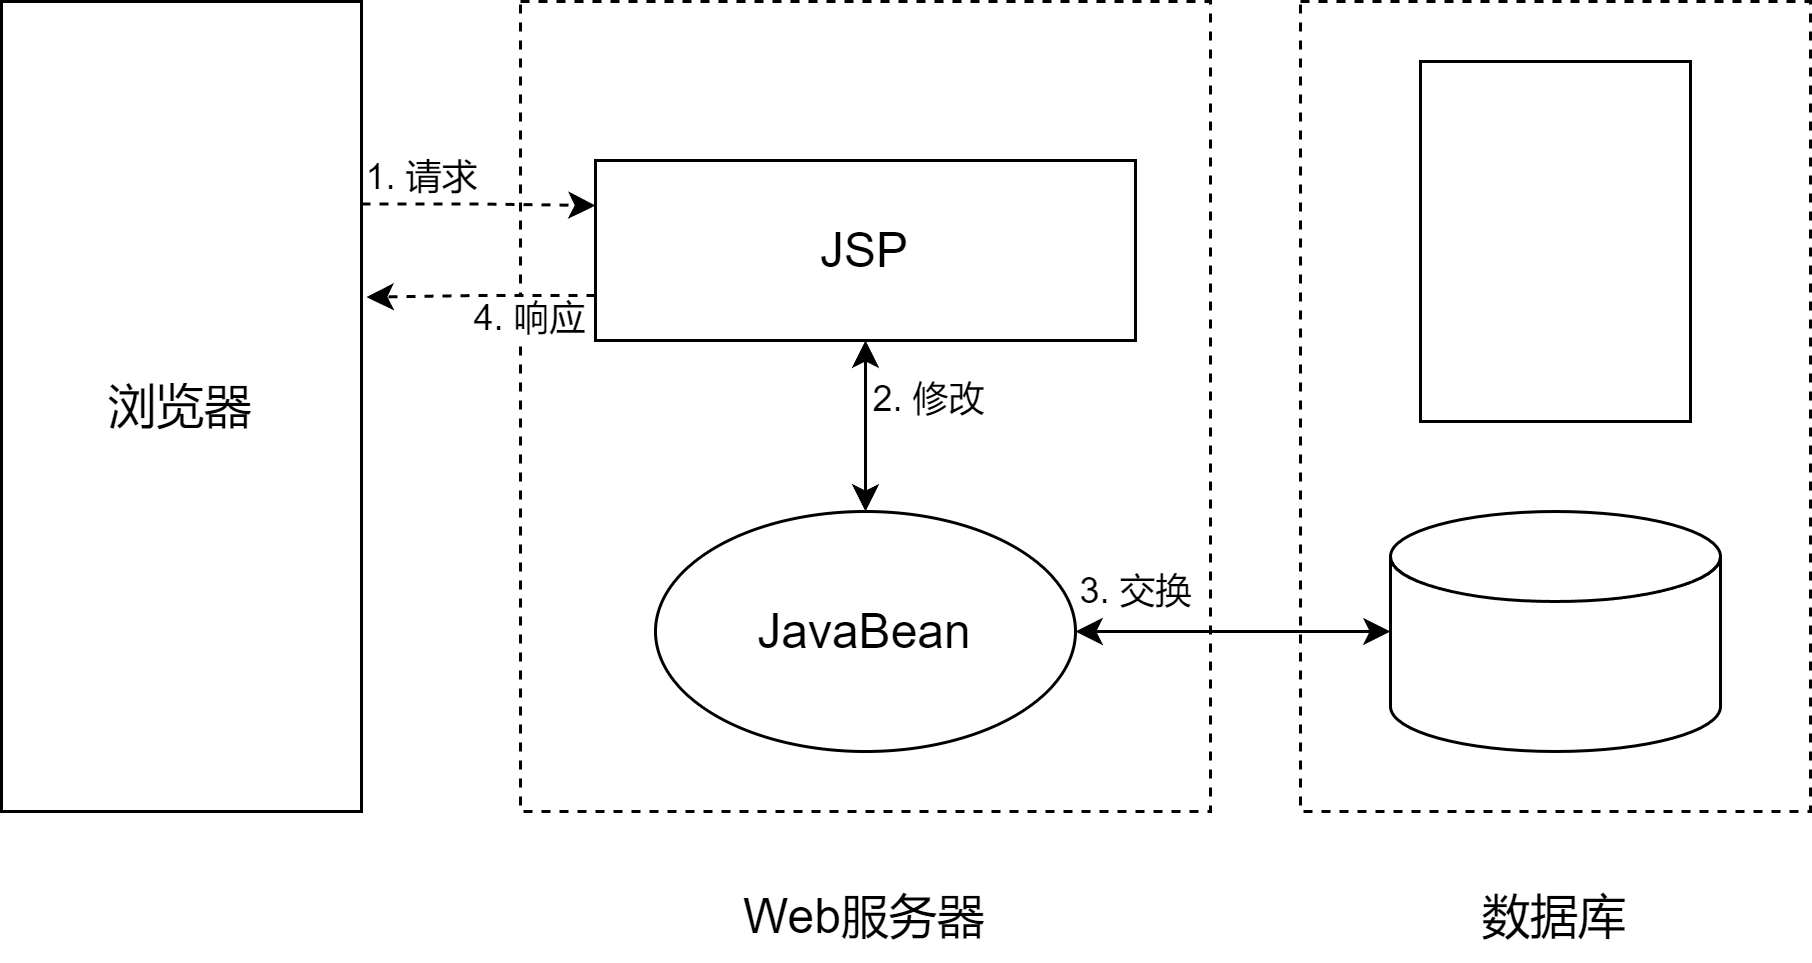 1. 请求
JSP
4. 响应
2. 修改
浏览器
3. 交换
JavaBean
Web服务器
数据库